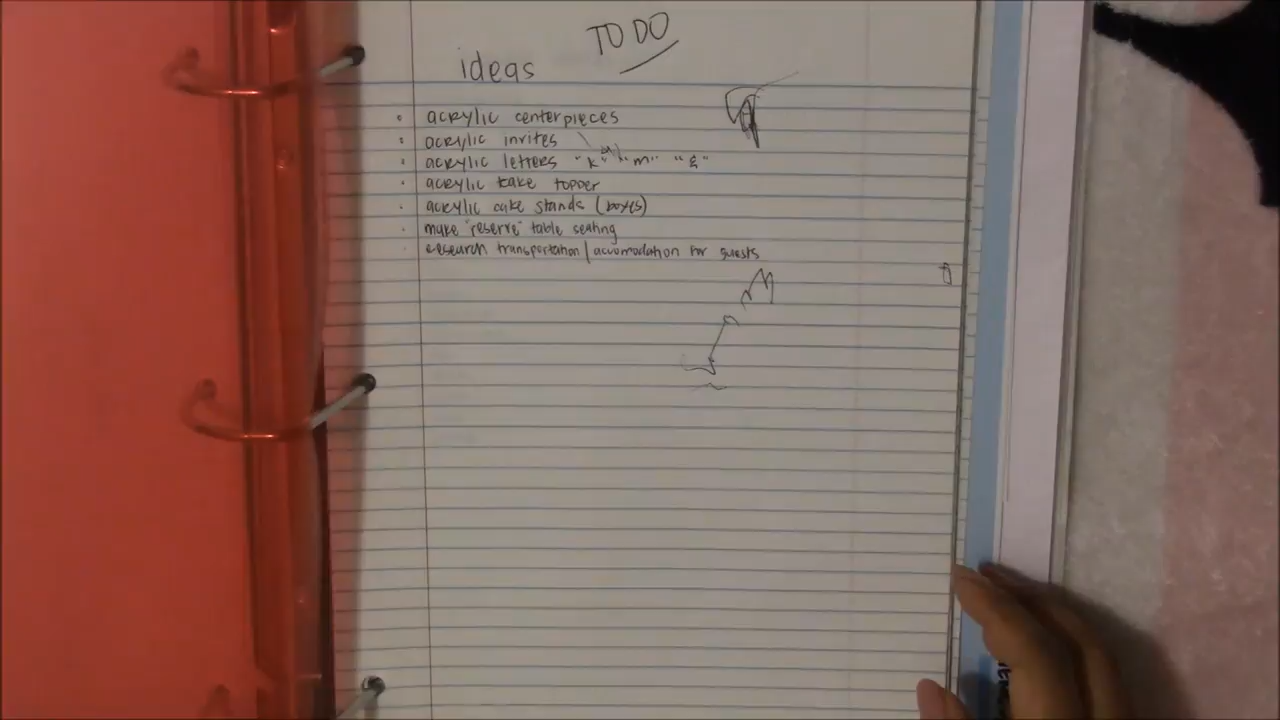 TO DO
ideas
acrylic centerpieces
acrylic invites
acrylic letters "k" "m" "&"
acrylic kake topper
acrylic cake stands (boxes)
make "reserve" table seating
research transportation/accomodation for guests